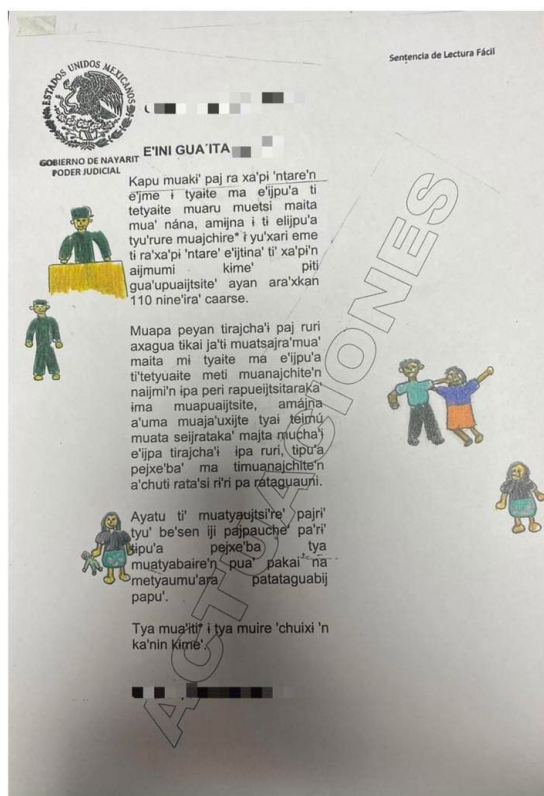 Sentencia de Lectura Fácil
ESTADOS UNIDOS MEXICANOS
GOBIERNO DE NAYARIT
PODER JUDICIAL
E'INI GUA´ITA
Kapu muaki' paj ra xa'pi 'ntare'n
e'jme ɨ tyaite ma e'ijpu'a ti
tetyaite muaru muetsi maita
mua' nána, amijna i ti elijpu'a
tyu'rure muajchire* ɨ yu'xari eme
ti ra'xa'pi 'ntare' e'ijtina' ti' xa'pi'n
aijmumi kime' piti
gua'upuaijtsite' ayan ara'xkan
110 nine'ira' caarse.
Muapa peyan tirajcha'i paj ruri
axagua tikai ja'ti muatsajra'mua'
maita mi tyaite ma e'ijpu'a
ti'tetyuaite meti muanajchite'n
naijmi'n ɨpa peri rapueijtsitaraka'
ima muapuaijtsite, amájna
a'uma muaja'uxijte tyai teimú
muata seijrataka' majta mucha'i
e'ijpa tirajcha'i ɨpa ruri, tipu'a
pejxe'ba' ma timuanajchite'n
a'chuti rata'si ri'ri pa rátaguauni.
Ayatu ti' muatyaujtsi're' pajri'
tyu' be'sen iji pajpauche' pa'ri'
tipu'a pejxe'ba tya
muatyabaire'n pua' pakai na
metyaumu'ara patataguabij
papu'.
Tya mua'iti* i tya muire 'chuixi 'n
ka'nin kime'.
ACTUACIONES